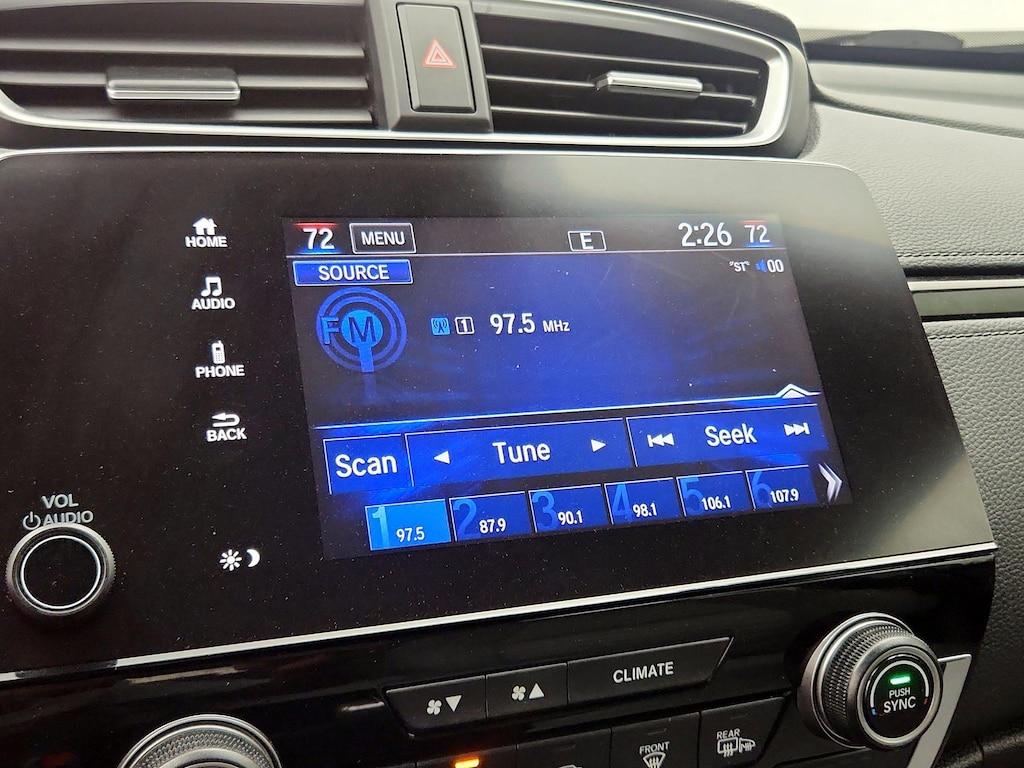 HOME
AUDIO
PHONE
BACK
VOL
AUDIO
72 MENU E 2:26 72
SOURCE "ST" 00
FM 1 97.5 MHz
Scan Tune Seek
1 97.5 2 87.9 3 90.1 4 98.1 5 106.1 6 107.9
CLIMATE
PUSH
SYNC
FRONT
REAR